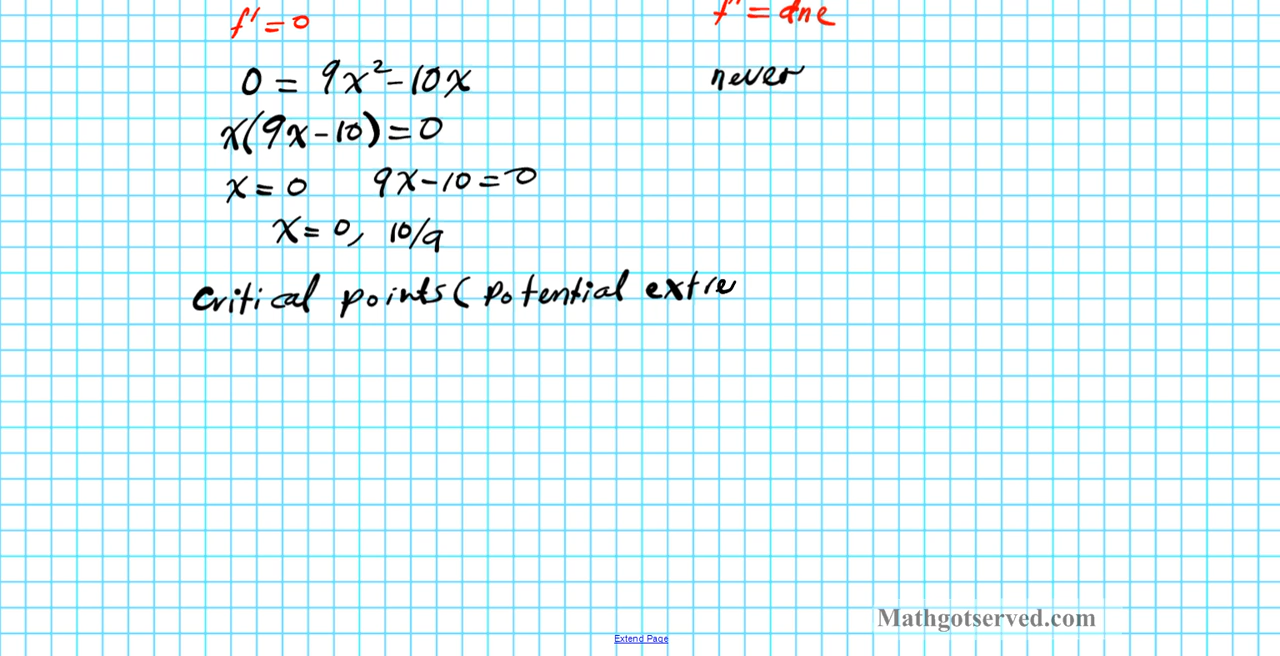 f' = 0
f' = dne
0 = 9x² - 10x
never
x(9x - 10) = 0
x = 0 9x - 10 = 0
x = 0, 10/9
Critical points ( Potential extre
Mathgotserved.com
Extend Page